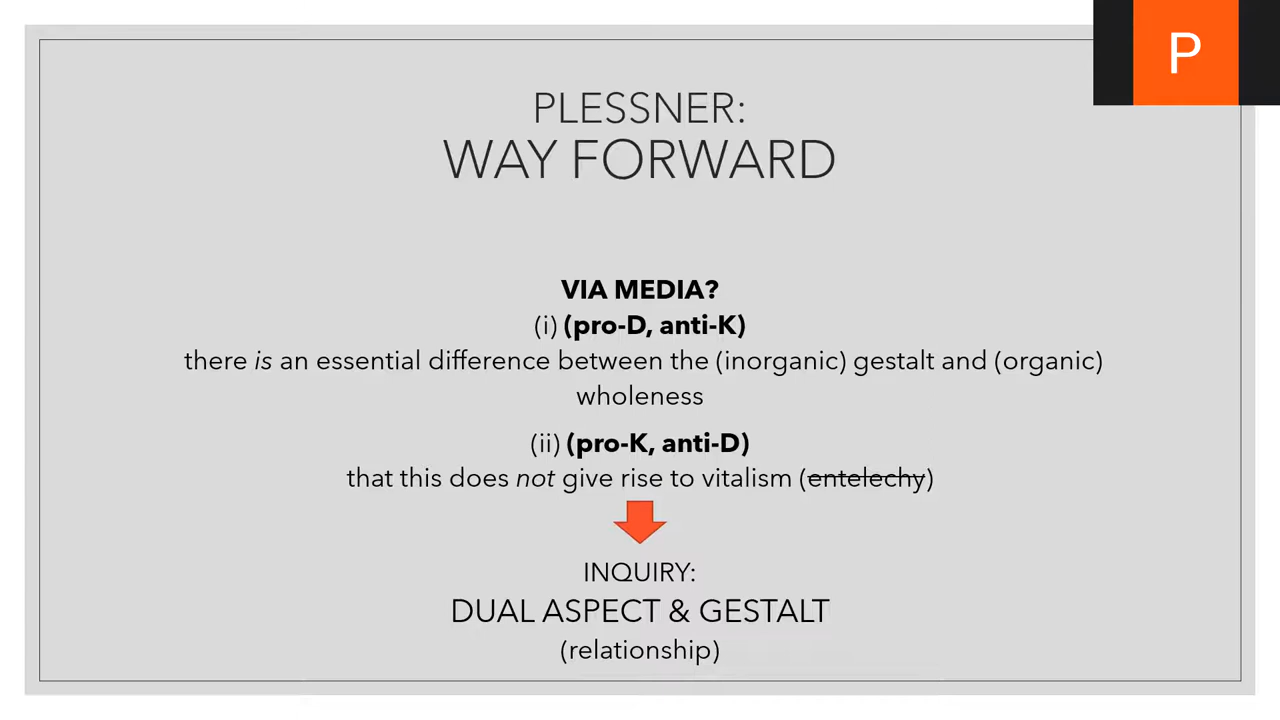 P
PLESSNER:
WAY FORWARD
VIA MEDIA?
(i) (pro-D, anti-K)
there is an essential difference between the (inorganic) gestalt and (organic)
wholeness
(ii) (pro-K, anti-D)
that this does not give rise to vitalism (entelechy)
INQUIRY:
DUAL ASPECT & GESTALT
(relationship)